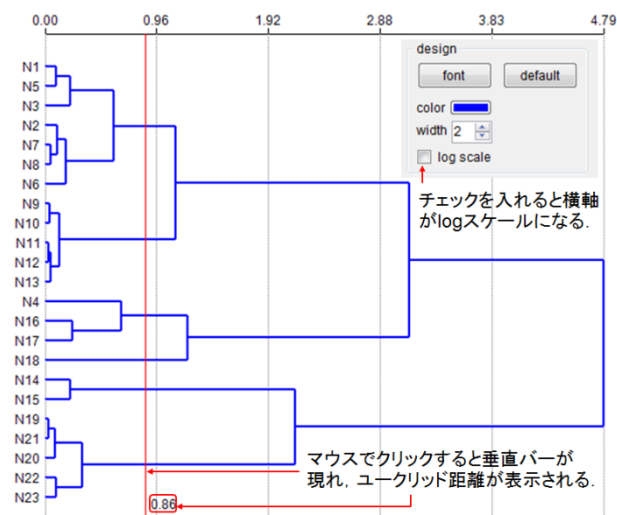 0.00 0.96 1.92 2.88 3.83 4.79
design
font default
color
width 2
log scale
チェックを入れると横軸
がlogスケールになる.
N1
N5
N3
N2
N7
N8
N6
N9
N10
N11
N12
N13
N4
N16
N17
N18
N14
N15
N19
N21
N20
N22
N23
マウスでクリックすると垂直バーが
現れ, ユークリッド距離が表示される.
0.86